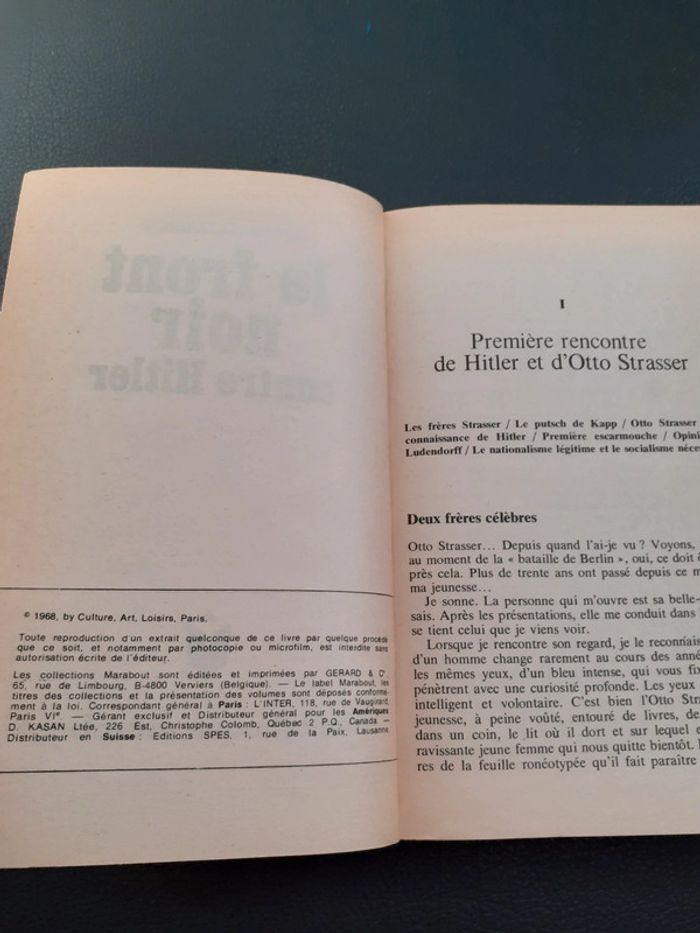 le front
noir
contre Hitler
© 1968, by Culture, Art, Loisirs, Paris.
Toute reproduction d'un extrait quelconque de ce livre par quelque procédé
que ce soit, et notamment par photocopie ou microfilm, est interdite sans
autorisation écrite de l'éditeur.
Les collections Marabout sont éditées et imprimées par GERARD & C°,
65, rue de Limbourg, B-4800 Verviers (Belgique). — Le label Marabout, les
titres des collections et la présentation des volumes sont déposés conformé-
ment à la loi. Correspondant général à Paris : L'INTER, 118, rue de Vaugirard,
Paris VIe. — Gérant exclusif et Distributeur général pour les Amériques
D. KASAN Ltée, 226 Est, Christophe Colomb, Québec 2 P.Q., Canada. —
Distributeur en Suisse : Editions SPES, 1, rue de la Paix, Lausanne.
I
Première rencontre
de Hitler et d'Otto Strasser
Les frères Strasser / Le putsch de Kapp / Otto Strasser
connaissance de Hitler / Première escarmouche / Opini
Ludendorff / Le nationalisme légitime et le socialisme néces
Deux frères célèbres
Otto Strasser... Depuis quand l'ai-je vu ? Voyons,
au moment de la « bataille de Berlin », oui, ce doit ê
près cela. Plus de trente ans ont passé depuis ce m
ma jeunesse...
Je sonne. La personne qui m'ouvre est sa belle-
sais. Après les présentations, elle me conduit dans
se tient celui que je viens voir.
Lorsque je rencontre son regard, je le reconnais
d'un homme change rarement au cours des anné
les mêmes yeux, d'un bleu intense, qui vous fix
pénètrent avec une curiosité profonde. Les yeux
intelligent et volontaire. C'est bien l'Otto Stra
jeunesse, à peine voûté, entouré de livres, de
dans un coin, le lit où il dort et sur lequel e
ravissante jeune femme qui nous quitte bientôt.
res de la feuille ronéotypée qu'il fait paraître